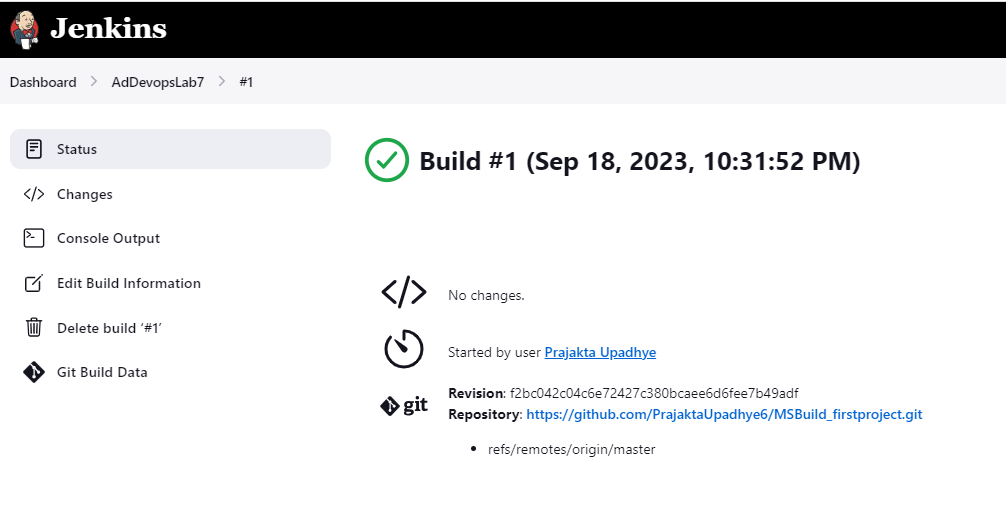 Jenkins
Dashboard > AdDevopsLab7 > #1
Status
Changes
Console Output
Edit Build Information
Delete build ‘#1’
Git Build Data
Build #1 (Sep 18, 2023, 10:31:52 PM)
No changes.
Started by user Prajakta Upadhye
git
Revision: f2bc042c04c6e72427c380bcaee6d6fee7b49adf
Repository: https://github.com/PrajaktaUpadhye6/MSBuild_firstproject.git
• refs/remotes/origin/master